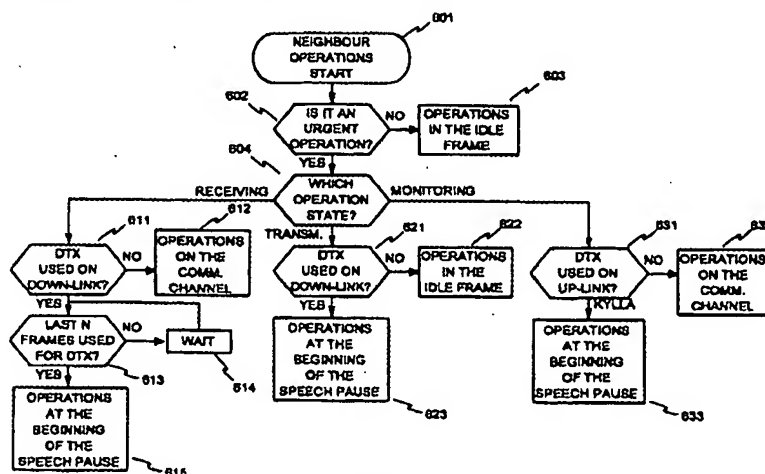 601
NEIGHBOUR
OPERATIONS
START
602
IS IT AN
URGENT
OPERATION?
NO
603
OPERATIONS
IN THE IDLE
FRAME
YES
604
WHICH
OPERATION
STATE?
RECEIVING
MONITORING
TRANSM.
611
DTX
USED ON
DOWN-LINK?
NO
612
OPERATIONS
ON THE
COMM.
CHANNEL
YES
LAST N
FRAMES USED
FOR DTX?
613
NO
WAIT
614
YES
OPERATIONS
AT THE
BEGINNING
OF THE
SPEECH PAUSE
615
621
DTX
USED ON
DOWN-LINK?
NO
622
OPERATIONS
IN THE IDLE
FRAME
YES
OPERATIONS
AT THE
BEGINNING
OF THE
SPEECH PAUSE
623
631
DTX
USED ON
UP-LINK?
NO
OPERATIONS
ON THE
COMM.
CHANNEL
KYLLA
OPERATIONS
AT THE
BEGINNING
OF THE
SPEECH PAUSE
633